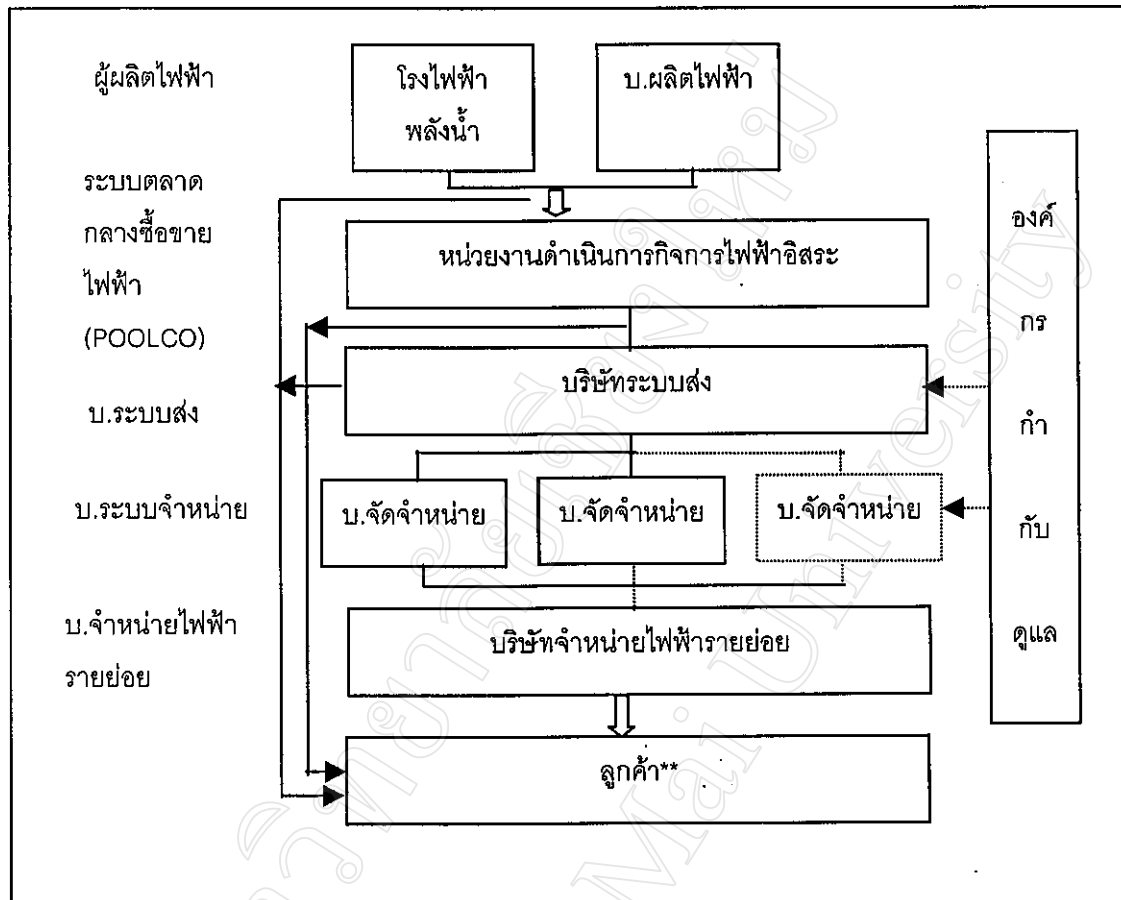 ผู้ผลิตไฟฟ้า
โรงไฟฟ้า
พลังน้ำ
บ.ผลิตไฟฟ้า
ระบบตลาด
กลางซื้อขาย
ไฟฟ้า
(POOLCO)
หน่วยงานดำเนินการกิจการไฟฟ้าอิสระ
บ.ระบบส่ง
บริษัทระบบส่ง
บ.ระบบจำหน่าย
บ.จัดจำหน่าย
บ.จัดจำหน่าย
บ.จัดจำหน่าย
บ.จำหน่ายไฟฟ้า
รายย่อย
บริษัทจำหน่ายไฟฟ้ารายย่อย
ลูกค้า**
องค์
กร
กำ
กับ
ดูแล
Mai University